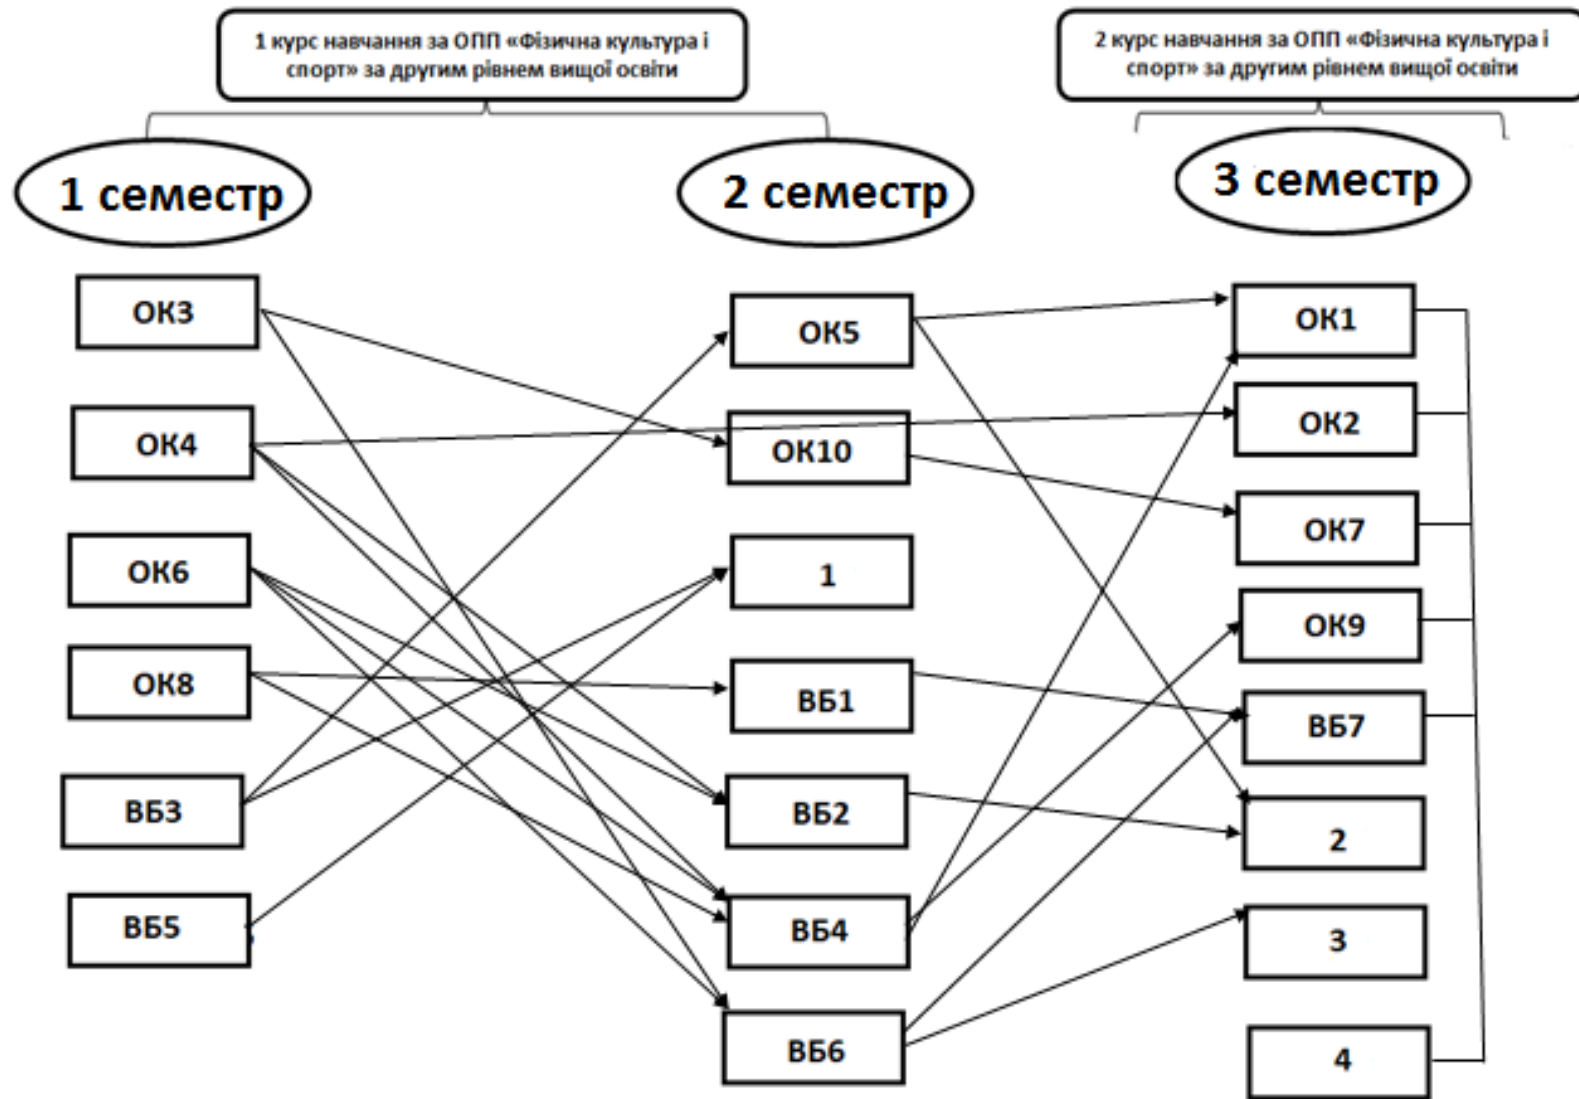 1 курс навчання за ОПП «Фізична культура і
спорт» за другим рівнем вищої освіти
2 курс навчання за ОПП «Фізична культура і
спорт» за другим рівнем вищої освіти
1 семестр
2 семестр
3 семестр
ОК3
ОК4
ОК6
ОК8
ВБ3
ВБ5
ОК5
ОК10
1
ВБ1
ВБ2
ВБ4
ВБ6
ОК1
ОК2
ОК7
ОК9
ВБ7
2
3
4